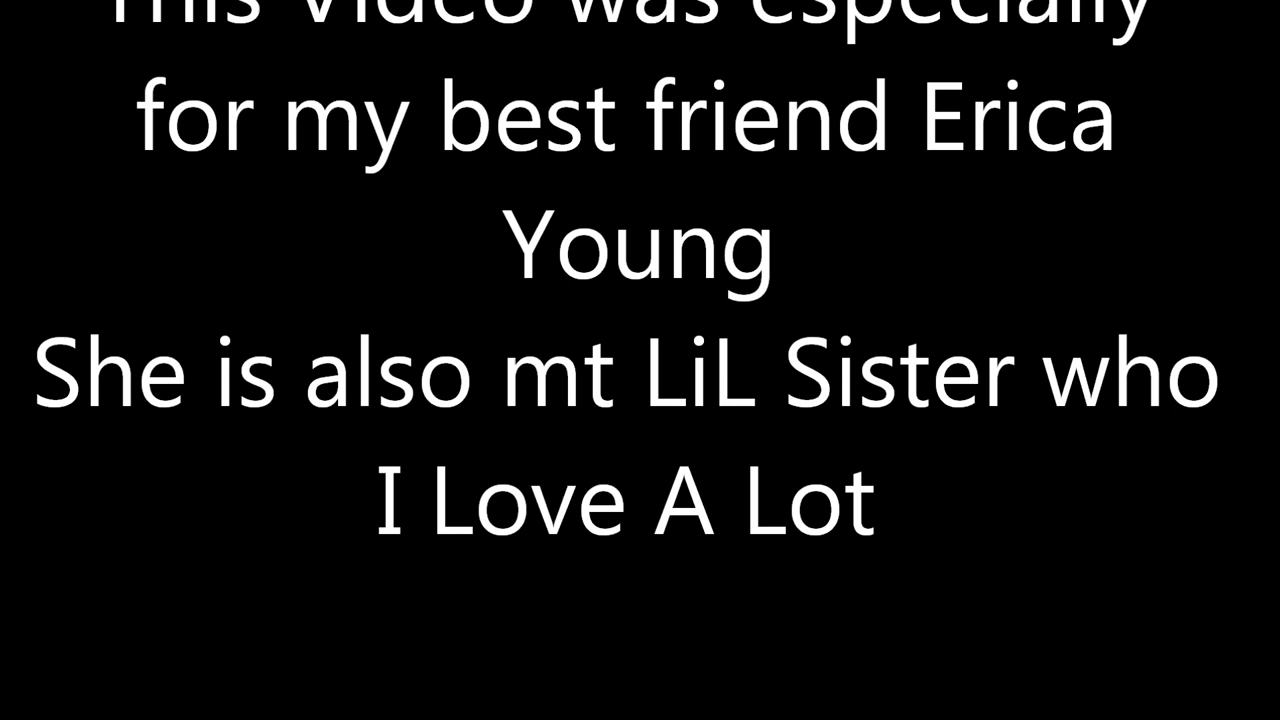 This Video was especially
for my best friend Erica
Young
She is also mt LiL Sister who
I Love A Lot